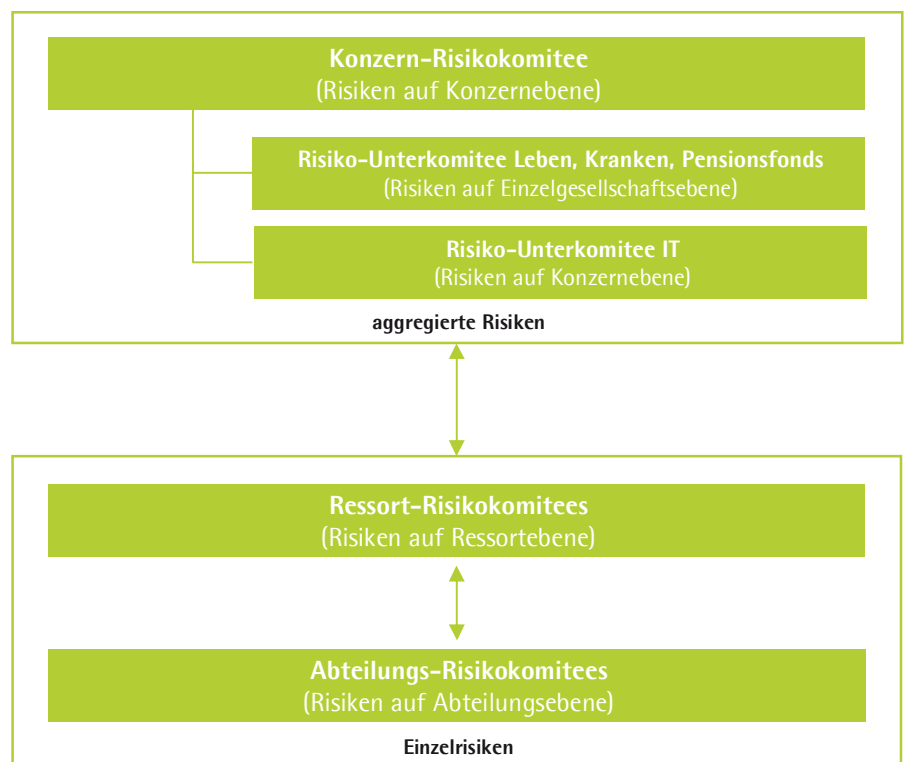 Konzern-Risikokomitee
(Risiken auf Konzernebene)
Risiko-Unterkomitee Leben, Kranken, Pensionsfonds
(Risiken auf Einzelgesellschaftsebene)
Risiko-Unterkomitee IT
(Risiken auf Konzernebene)
aggregierte Risiken
Ressort-Risikokomitees
(Risiken auf Ressortebene)
Abteilungs-Risikokomitees
(Risiken auf Abteilungsebene)
Einzelrisiken